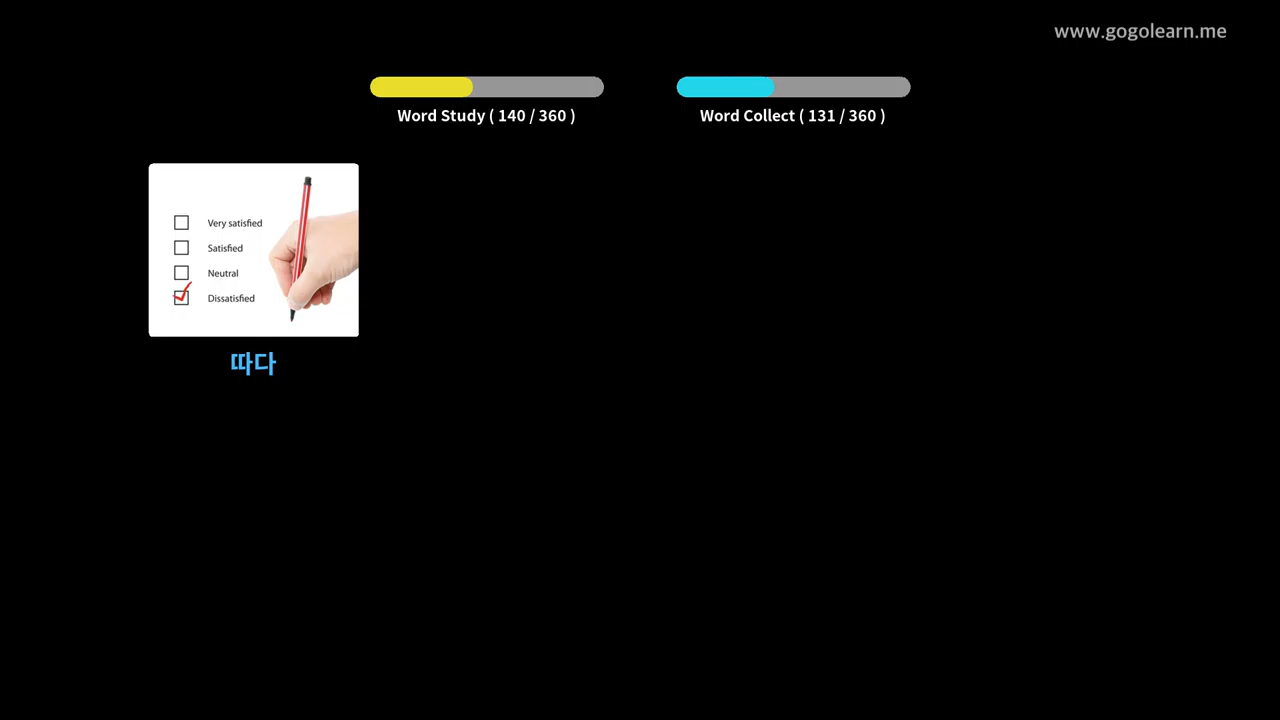 www.gogolearn.me
Word Study ( 140 / 360 )
Word Collect ( 131 / 360 )
Very satisfied
Satisfied
Neutral
Dissatisfied
따다